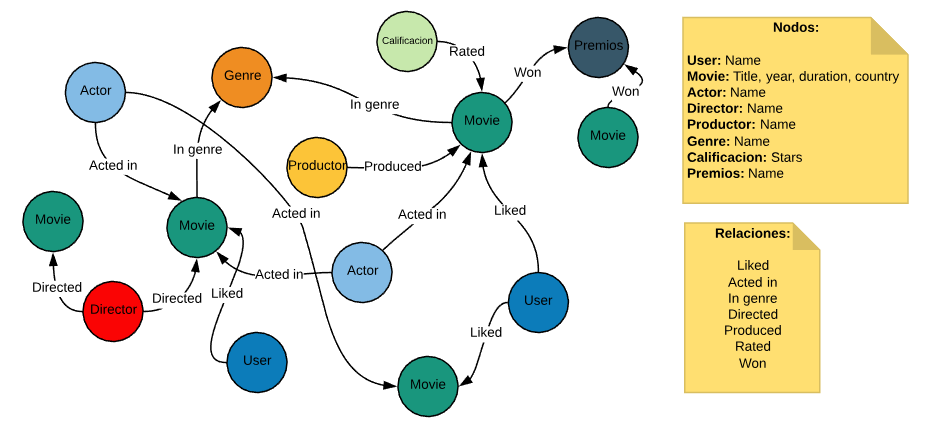 Calificacion
Rated
Premios
Won
Won
Genre
Actor
In genre
Movie
Movie
In genre
Acted in
Productor
Produced
Movie
Movie
Acted in
Acted in
Liked
Actor
Acted in
User
Directed
Directed
Liked
Director
Liked
User
Movie
Nodos:
User: Name
Movie: Title, year, duration, country
Actor: Name
Director: Name
Productor: Name
Genre: Name
Calificacion: Stars
Premios: Name
Relaciones:
Liked
Acted in
In genre
Directed
Produced
Rated
Won